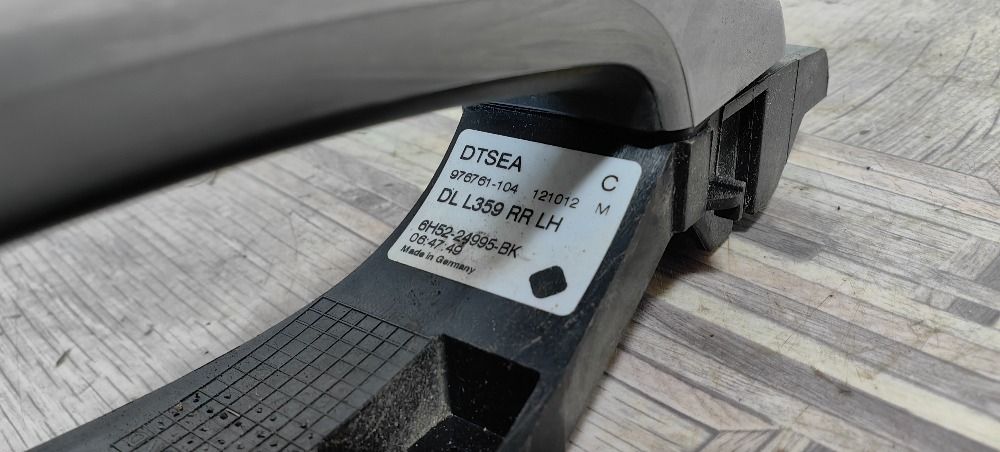 DTSEA C
976761-104 121012 M
DL L359 RR LH
6H52-24995-BK
06:47:49
Made in Germany